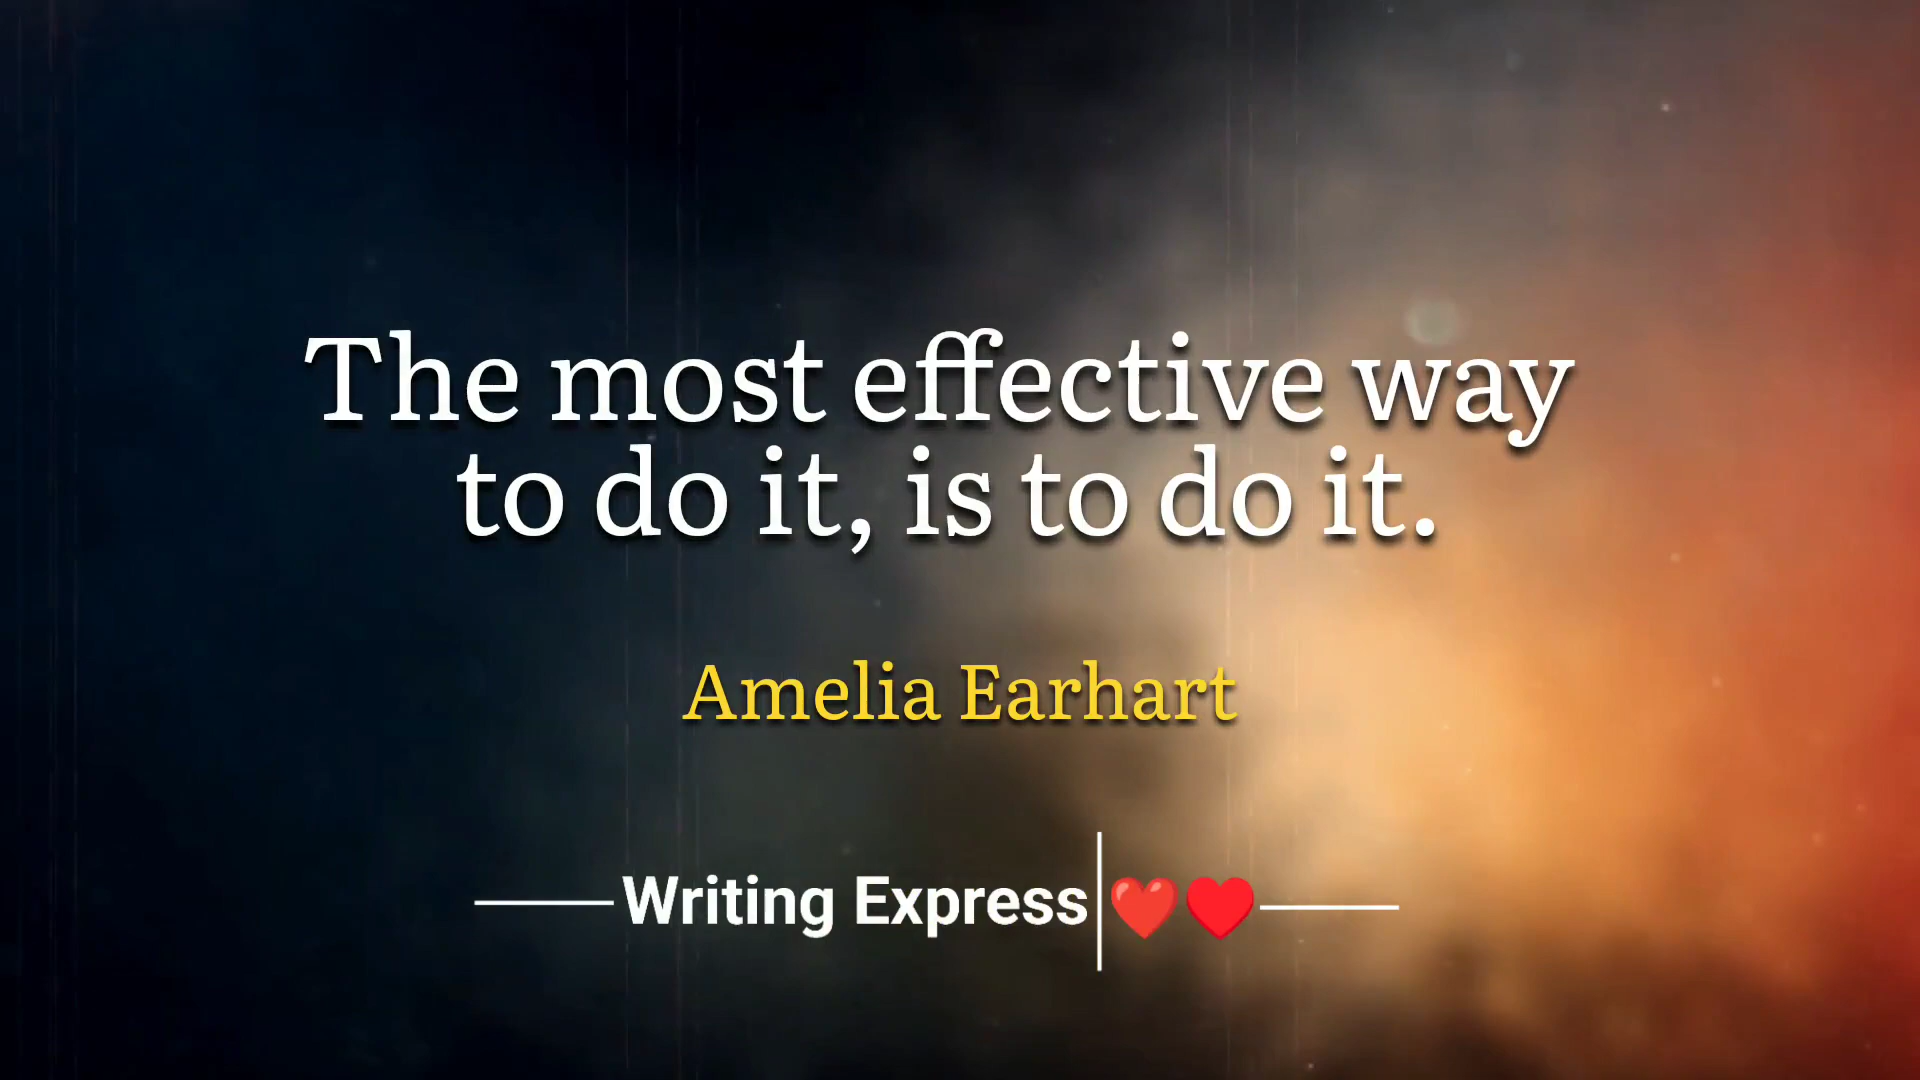 The most effective way
to do it, is to do it.
Amelia Earhart
Writing Express